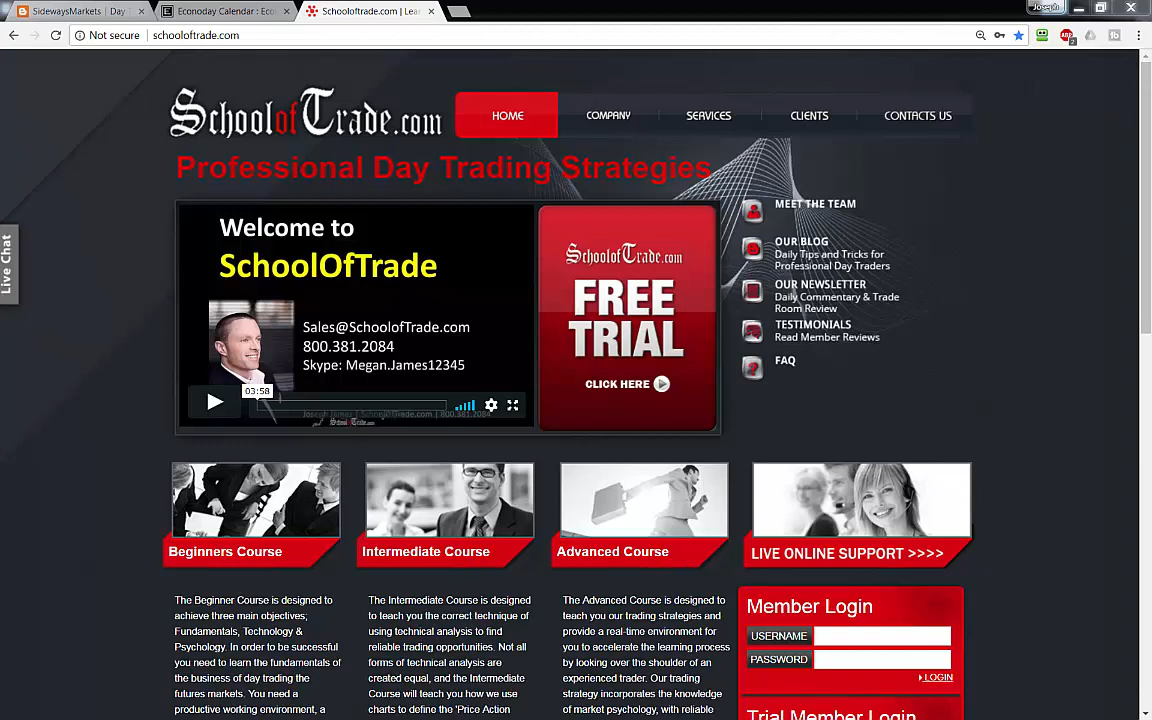 SidewaysMarkets | Day T
Econoday Calendar : Eco
Schooloftrade.com | Lea
Joseph
Not secure
schooloftrade.com
ABP
2
SchoolofTrade.com
HOME
COMPANY
SERVICES
CLIENTS
CONTACTS US
Professional Day Trading Strategies
Live Chat
Welcome to
SchoolOfTrade
Sales@SchoolofTrade.com
800.381.2084
Skype: Megan.James12345
03:58
Joseph James | SchoolOfTrade.com | 800.381.2084
SchoolofTrade.com
FREE
TRIAL
CLICK HERE
MEET THE TEAM
OUR BLOG
Daily Tips and Tricks for
Professional Day Traders
OUR NEWSLETTER
Daily Commentary & Trade
Room Review
TESTIMONIALS
Read Member Reviews
FAQ
Beginners Course
Intermediate Course
Advanced Course
LIVE ONLINE SUPPORT >>>>
The Beginner Course is designed to
achieve three main objectives;
Fundamentals, Technology &
Psychology. In order to be successful
you need to learn the fundamentals of
the business of day trading the
futures markets. You need a
productive working environment, a
The Intermediate Course is designed
to teach you the correct technique of
using technical analysis to find
reliable trading opportunities. Not all
forms of technical analysis are
created equal, and the Intermediate
Course will teach you how we use
charts to define the 'Price Action
The Advanced Course is designed to
teach you our trading strategies and
provide a real-time environment for
you to accelerate the learning process
by looking over the shoulder of an
experienced trader. Our trading
strategy incorporates the knowledge
of market psychology, with reliable
Member Login
USERNAME
PASSWORD
LOGIN
Trial Member Login